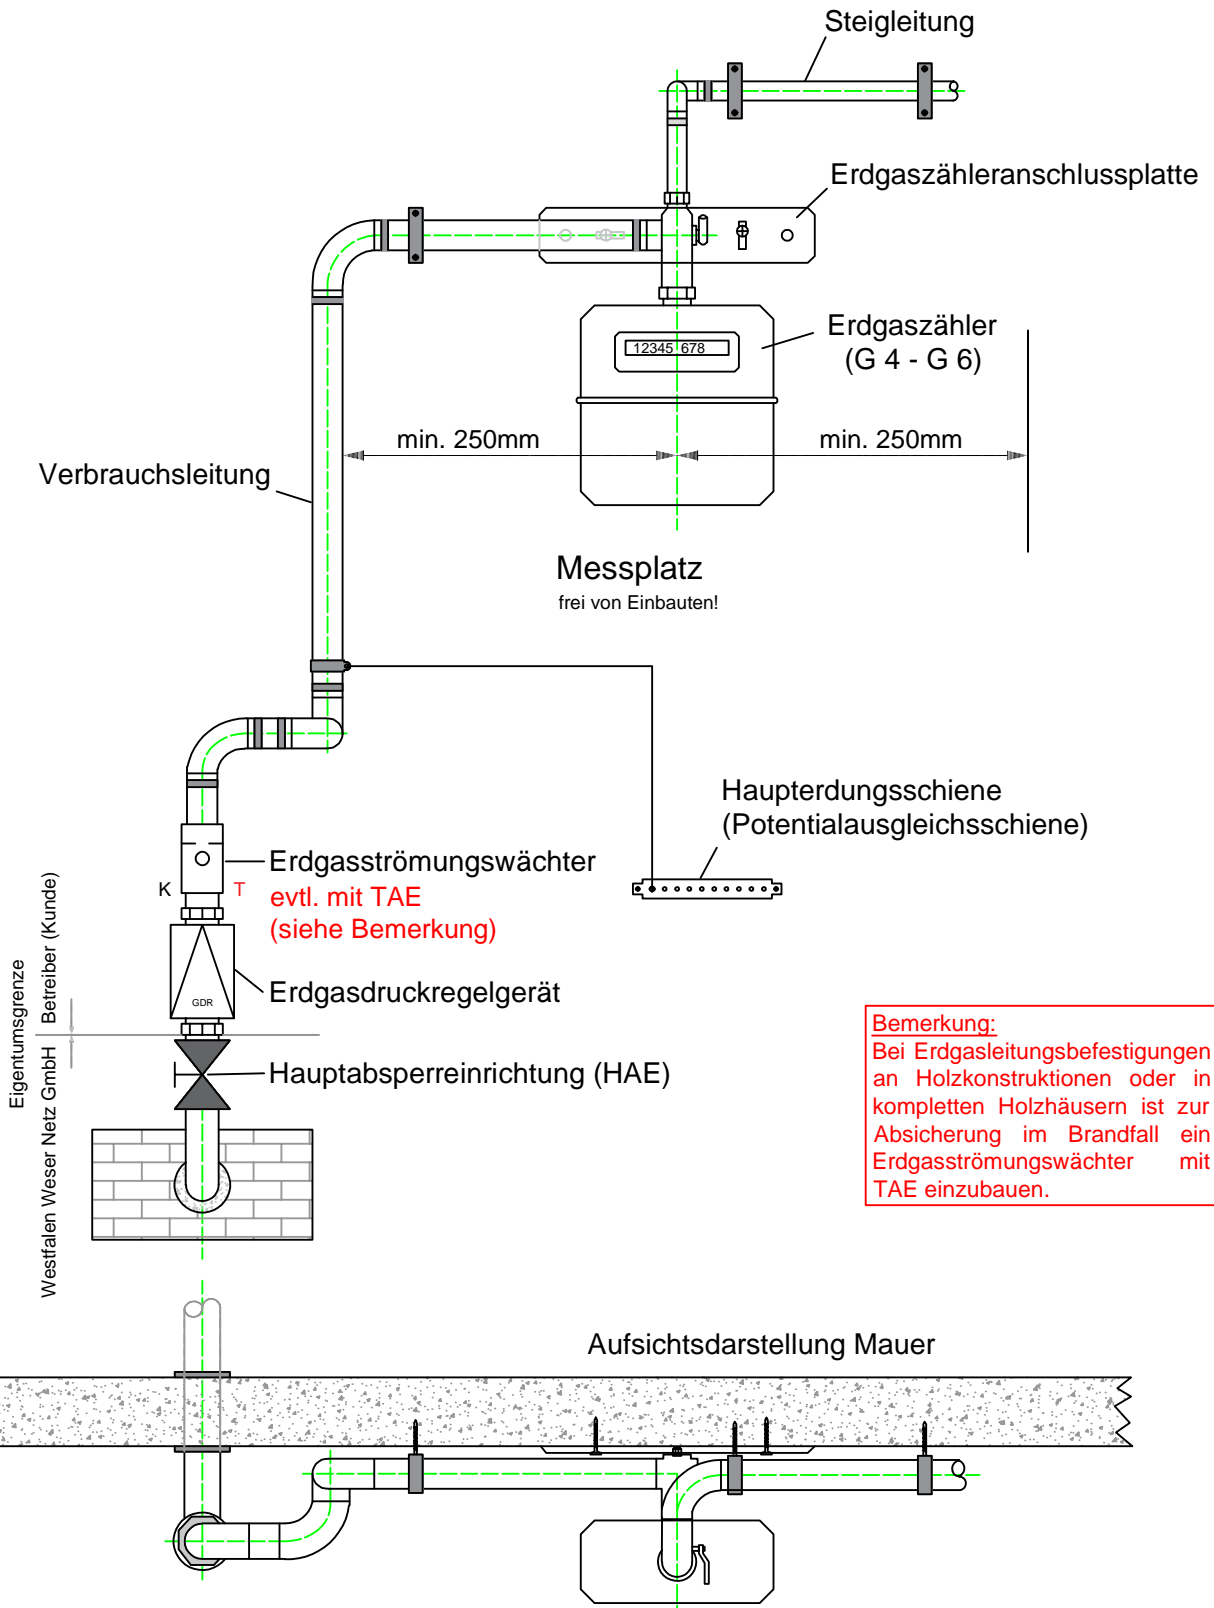 Steigleitung
Erdgaszähleranschlussplatte
Erdgaszähler
(G 4 - G 6)
12345 678
min. 250mm
min. 250mm
Verbrauchsleitung
Messplatz
frei von Einbauten!
Haupterdungsschiene
(Potentialausgleichsschiene)
Erdgasströmungswächter
K
T
evtl. mit TAE
(siehe Bemerkung)
Erdgasdruckregelgerät
GDR
Eigentumsgrenze
Betreiber (Kunde)
Westfalen Weser Netz GmbH
Hauptabsperreinrichtung (HAE)
Bemerkung:
Bei Erdgasleitungsbefestigungen
an Holzkonstruktionen oder in
kompletten Holzhäusern ist zur
Absicherung im Brandfall ein
Erdgasströmungswächter mit
TAE einzubauen.
Aufsichtsdarstellung Mauer